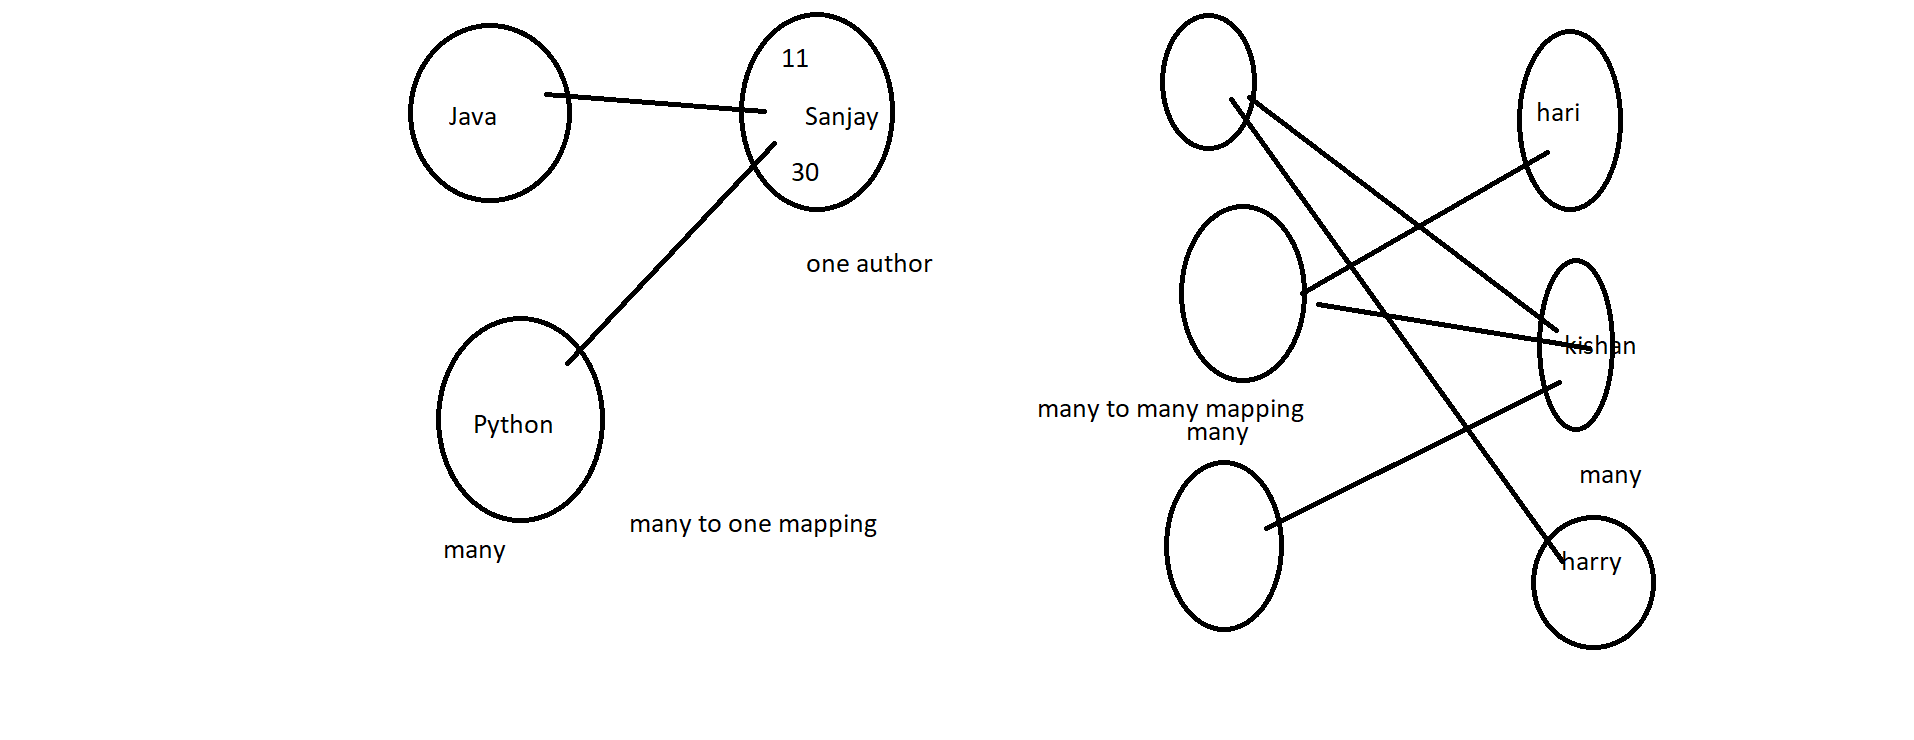 11
Java
Sanjay
30
one author
Python
many to one mapping
many
hari
kishan
many to many mapping
many
many
harry